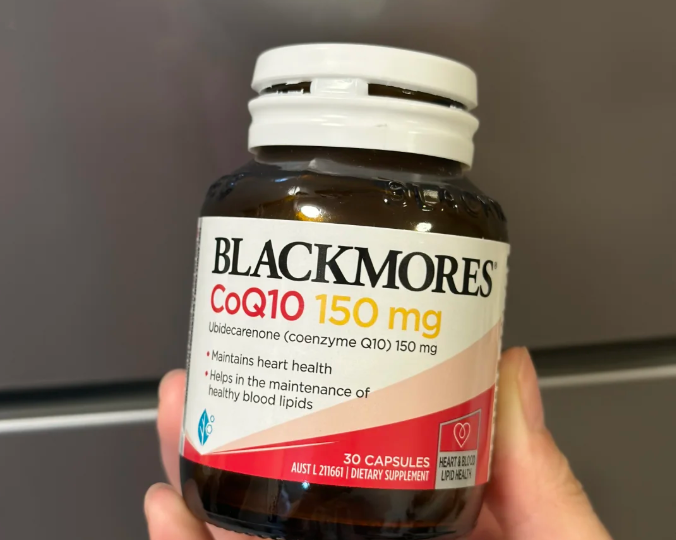 BLACKMORES®
CoQ10 150 mg
Ubidecarenone (coenzyme Q10) 150 mg
• Maintains heart health
• Helps in the maintenance of
healthy blood lipids
30 CAPSULES
AUST L 211661 | DIETARY SUPPLEMENT
HEART & BLOOD
LIPID HEALTH